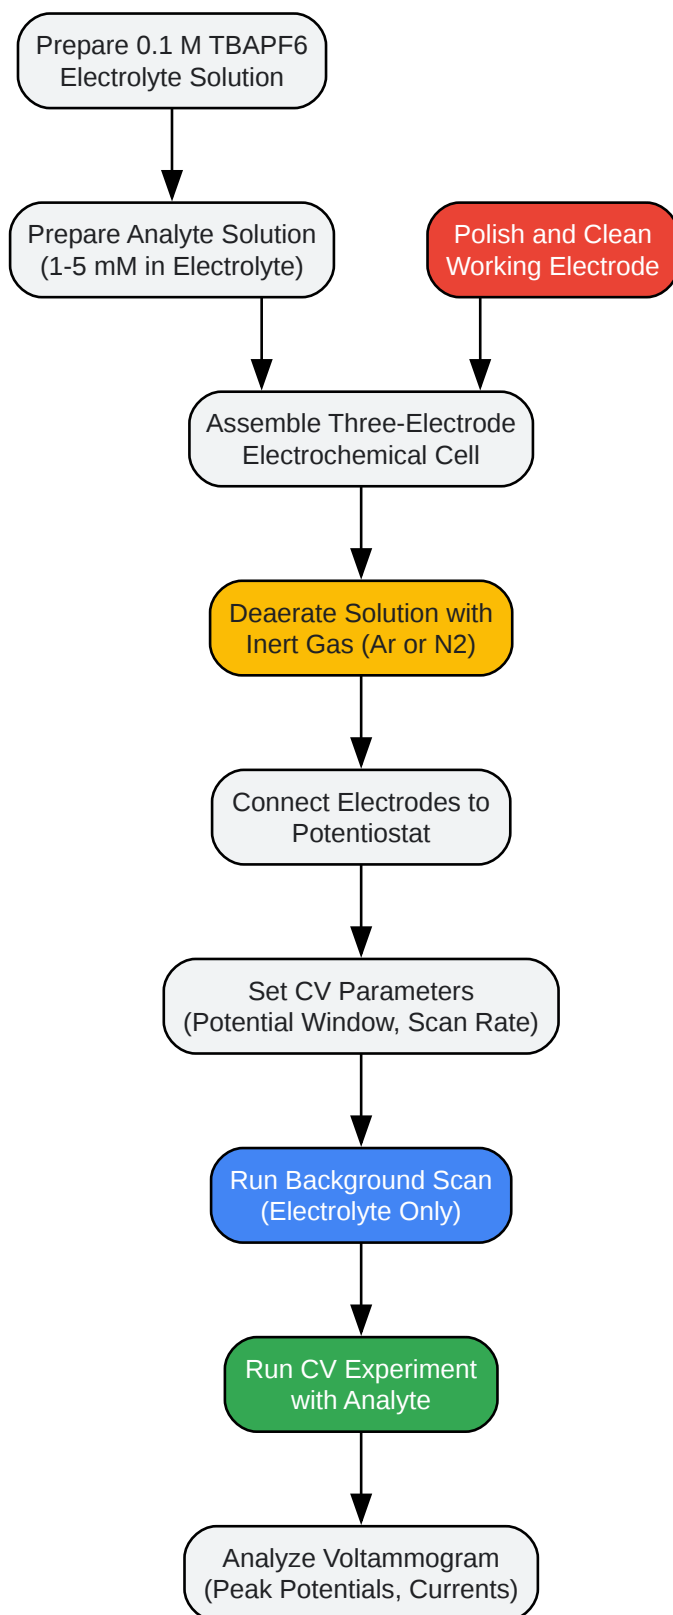 Prepare 0.1 M TBAPF6
Electrolyte Solution
Prepare Analyte Solution
(1-5 mM in Electrolyte)
Polish and Clean
Working Electrode
Assemble Three-Electrode
Electrochemical Cell
Deaerate Solution with
Inert Gas (Ar or N2)
Connect Electrodes to
Potentiostat
Set CV Parameters
(Potential Window, Scan Rate)
Run Background Scan
(Electrolyte Only)
Run CV Experiment
with Analyte
Analyze Voltammogram
(Peak Potentials, Currents)